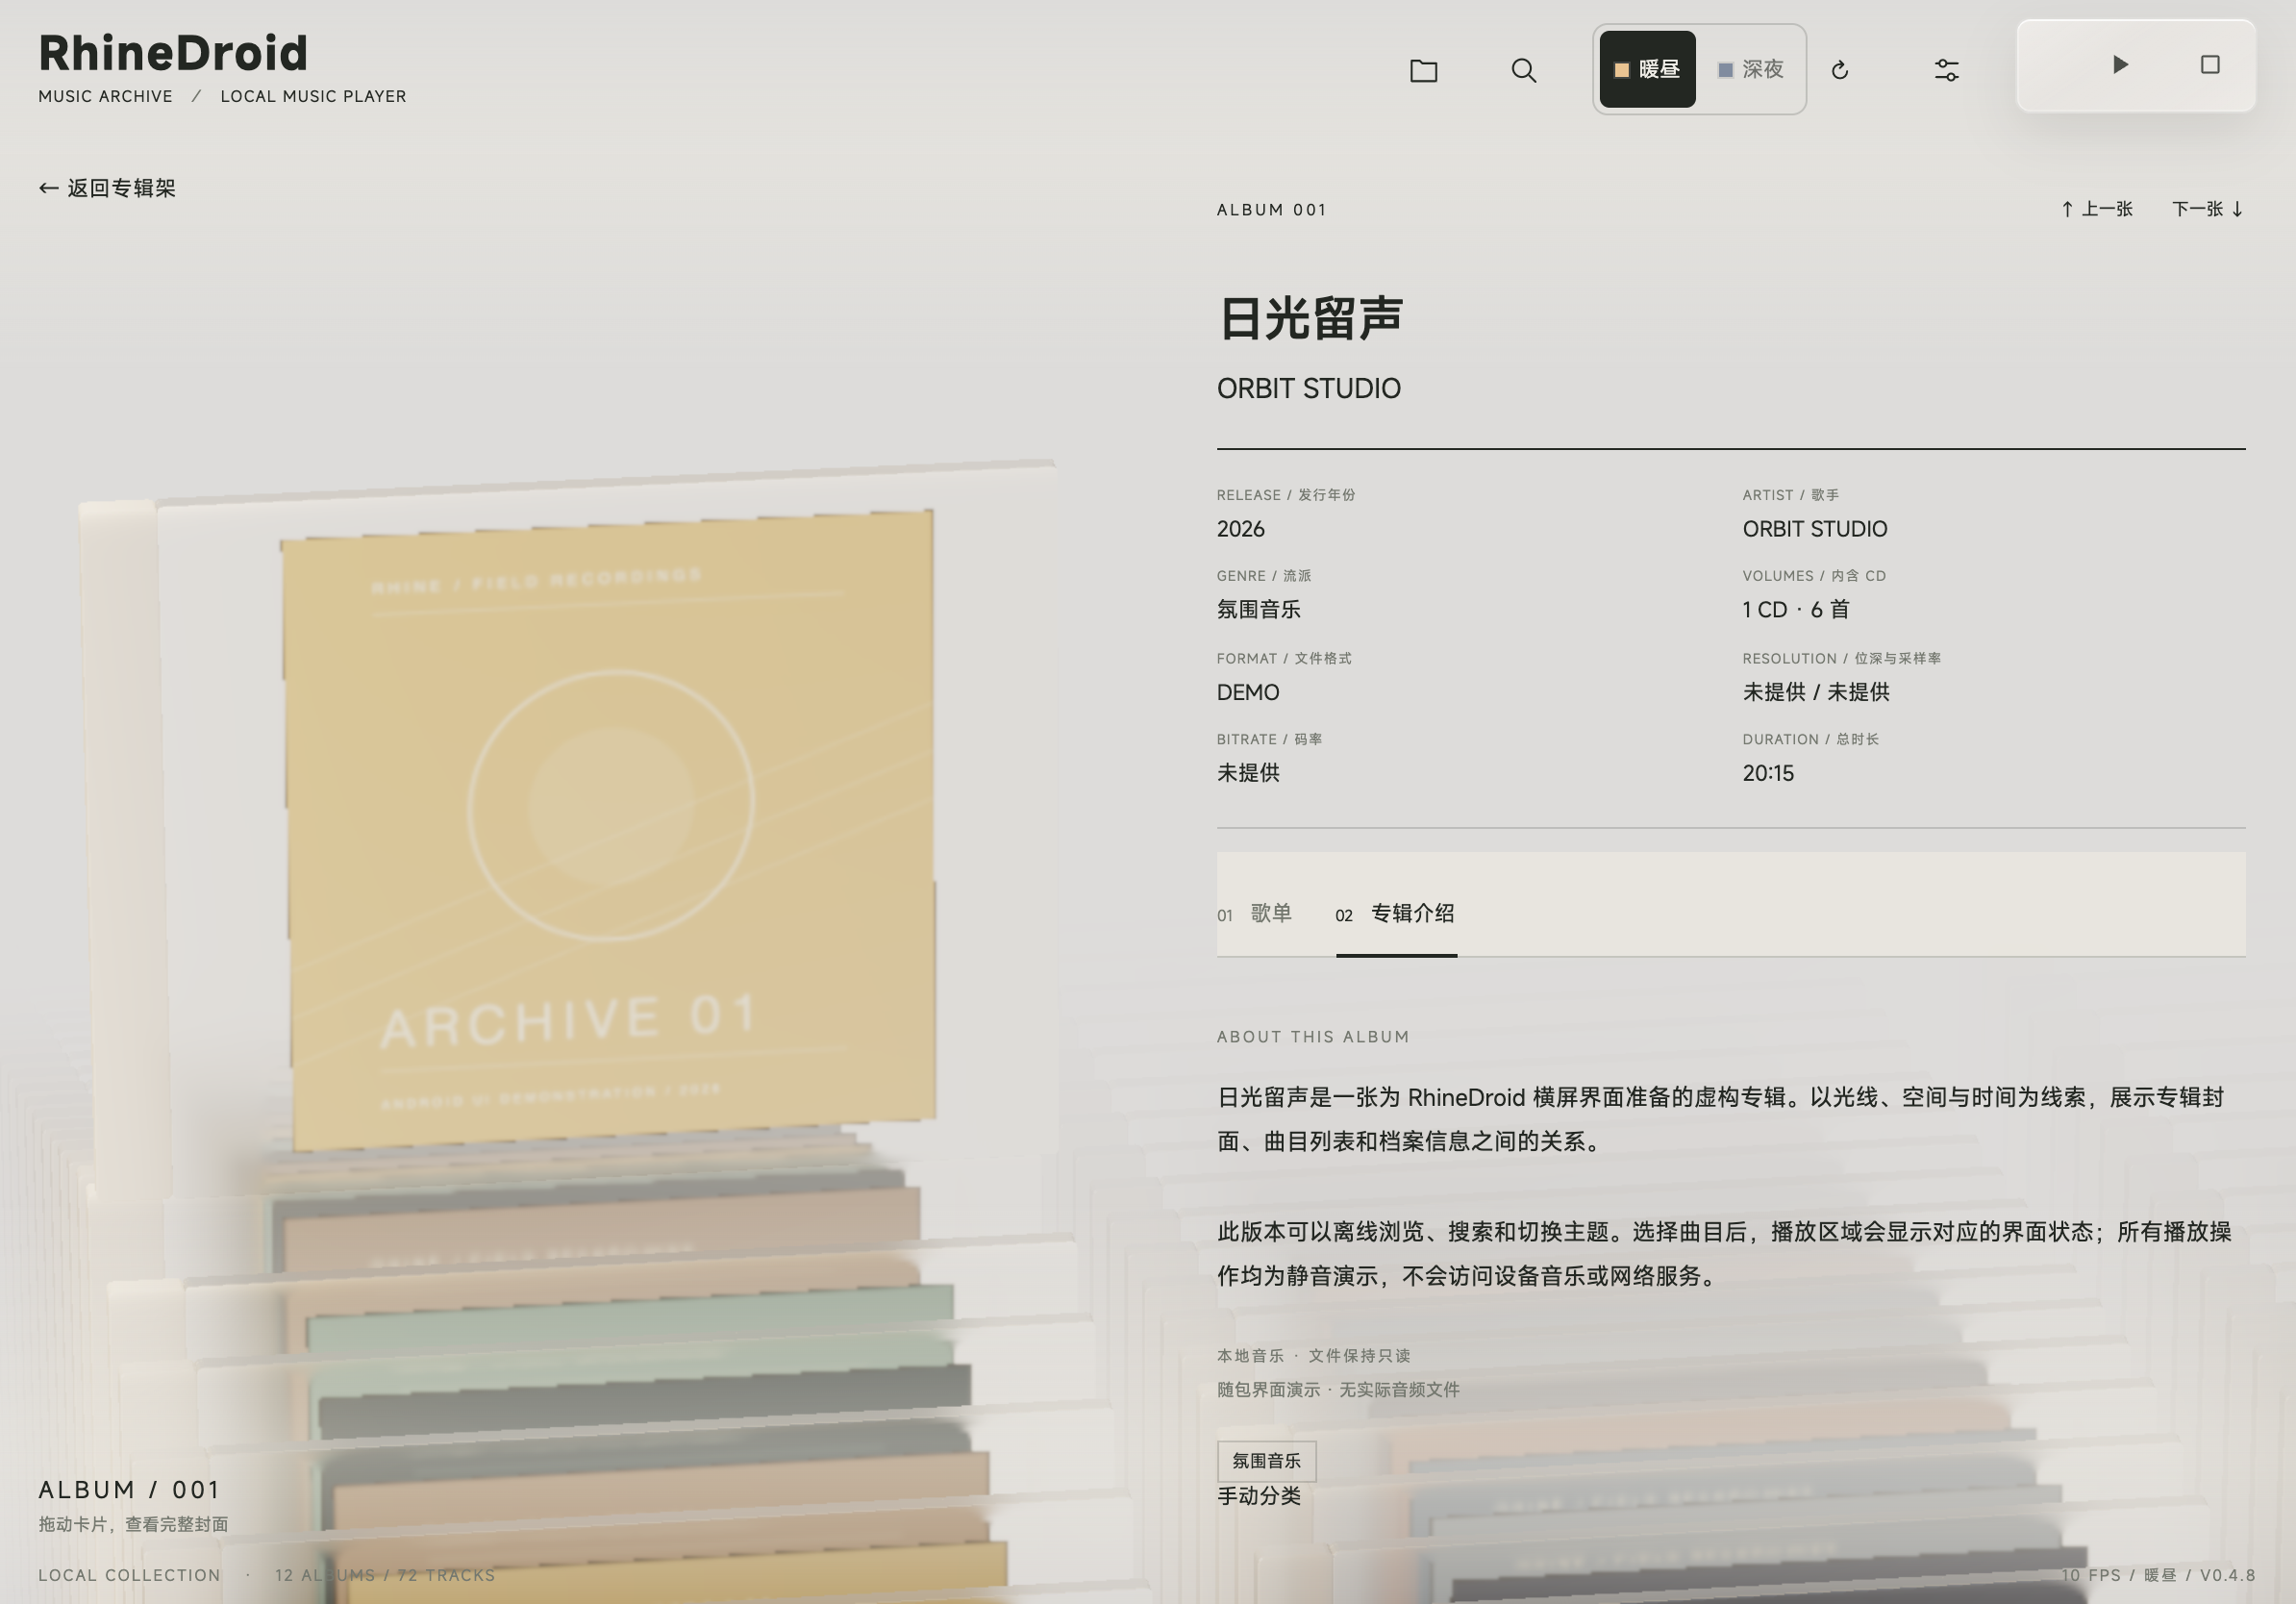 RhineDroid
MUSIC ARCHIVE / LOCAL MUSIC PLAYER
暖昼 深夜
← 返回专辑架
ALBUM 001
↑ 上一张 下一张 ↓
日光留声
ORBIT STUDIO
RELEASE / 发行年份
2026
ARTIST / 歌手
ORBIT STUDIO
GENRE / 流派
氛围音乐
VOLUMES / 内含 CD
1 CD · 6 首
FORMAT / 文件格式
DEMO
RESOLUTION / 位深与采样率
未提供 / 未提供
BITRATE / 码率
未提供
DURATION / 总时长
20:15
01 歌单 02 专辑介绍
ABOUT THIS ALBUM
日光留声是一张为 RhineDroid 横屏界面准备的虚构专辑。以光线、空间与时间为线索，展示专辑封
面、曲目列表和档案信息之间的关系。
此版本可以离线浏览、搜索和切换主题。选择曲目后，播放区域会显示对应的界面状态；所有播放操
作均为静音演示，不会访问设备音乐或网络服务。
本地音乐 · 文件保持只读
随包界面演示 · 无实际音频文件
氛围音乐
手动分类
RHINE / FIELD RECORDINGS
ARCHIVE 01
ANDROID UI DEMONSTRATION / 2026
ALBUM / 001
拖动卡片，查看完整封面
LOCAL COLLECTION · 12 ALBUMS / 72 TRACKS
10 FPS / 暖昼 / V0.4.8